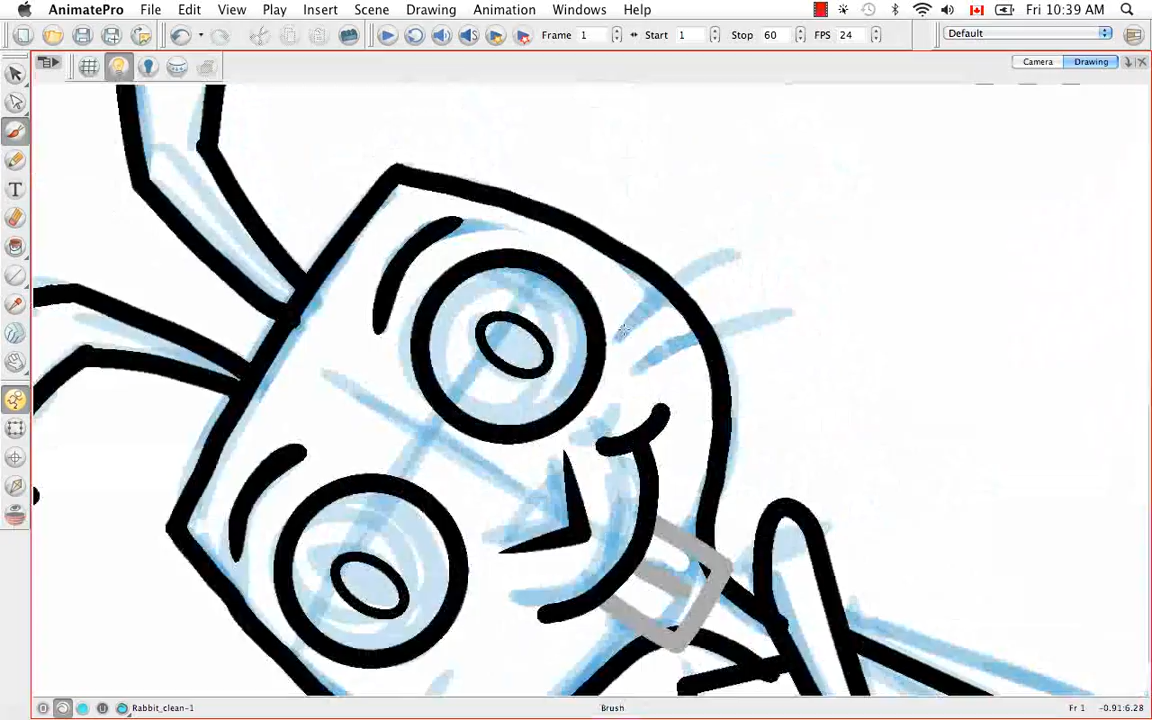 AnimatePro File Edit View Play Insert Scene Drawing Animation Windows Help Fri 10:39 AM
Frame 1 Start 1 Stop 60 FPS 24 Default
Camera Drawing
T
Rabbit_clean-1 Brush Fr 1 -0.91:6.28